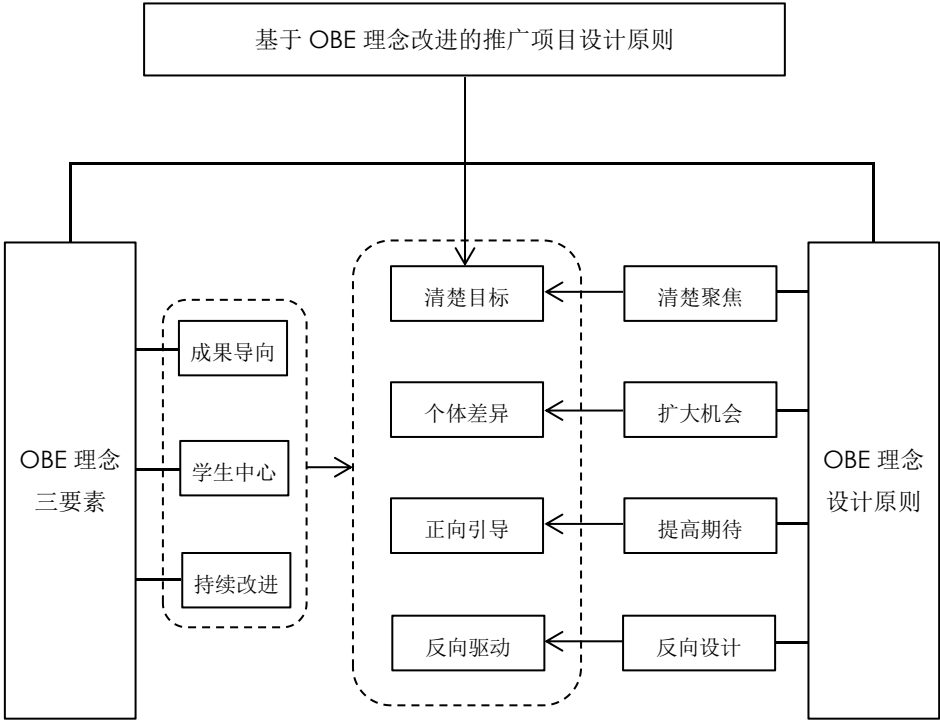 基于 OBE 理念改进的推广项目设计原则
OBE 理念
三要素
成果导向
学生中心
持续改进
清楚目标
个体差异
正向引导
反向驱动
清楚聚焦
扩大机会
提高期待
反向设计
OBE 理念
设计原则